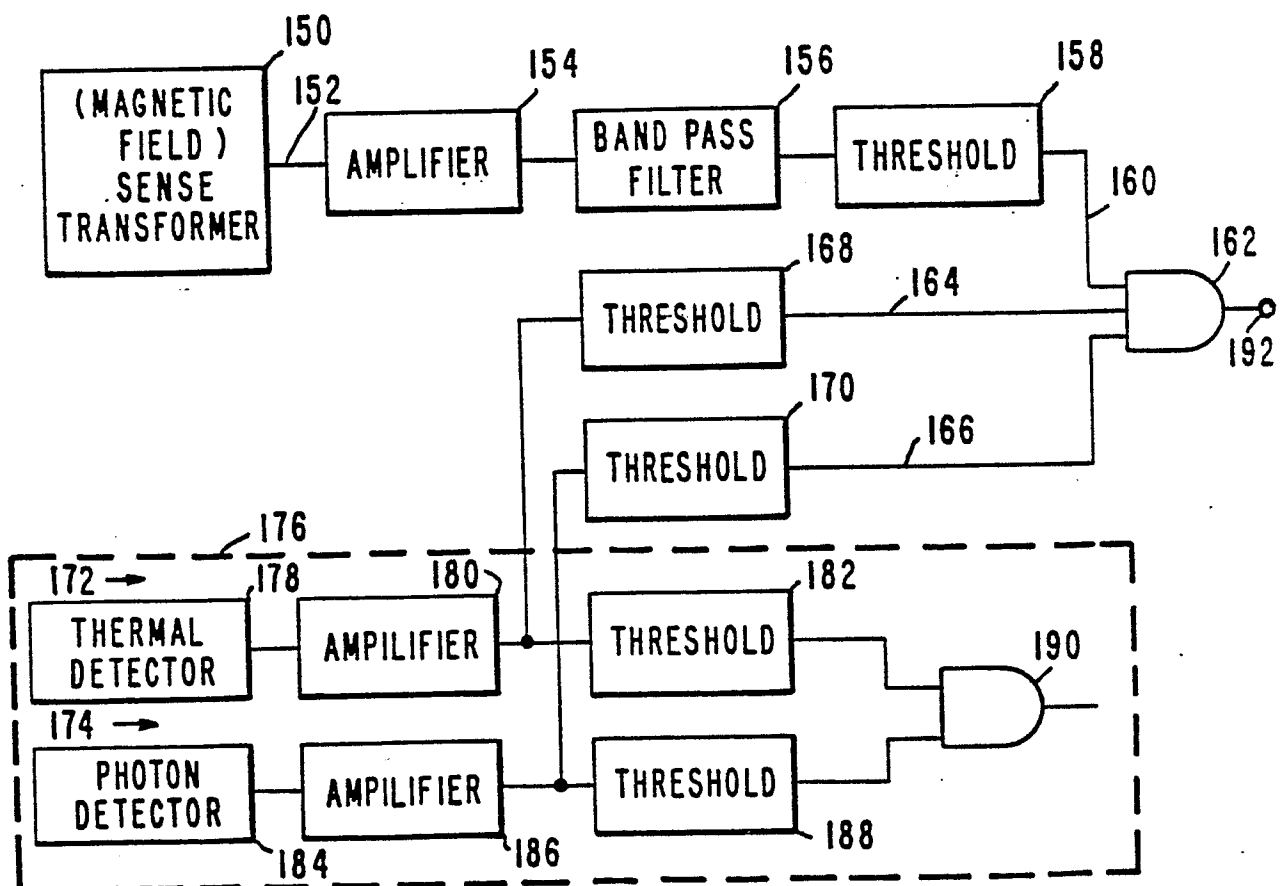 150
(MAGNETIC
FIELD)
SENSE
TRANSFORMER
152
154
AMPLIFIER
156
BAND PASS
FILTER
158
THRESHOLD
160
162
192
168
THRESHOLD
164
170
THRESHOLD
166
176
172
178
THERMAL
DETECTOR
180
AMPILIFIER
182
THRESHOLD
190
174
PHOTON
DETECTOR
184
AMPILIFIER
186
THRESHOLD
188